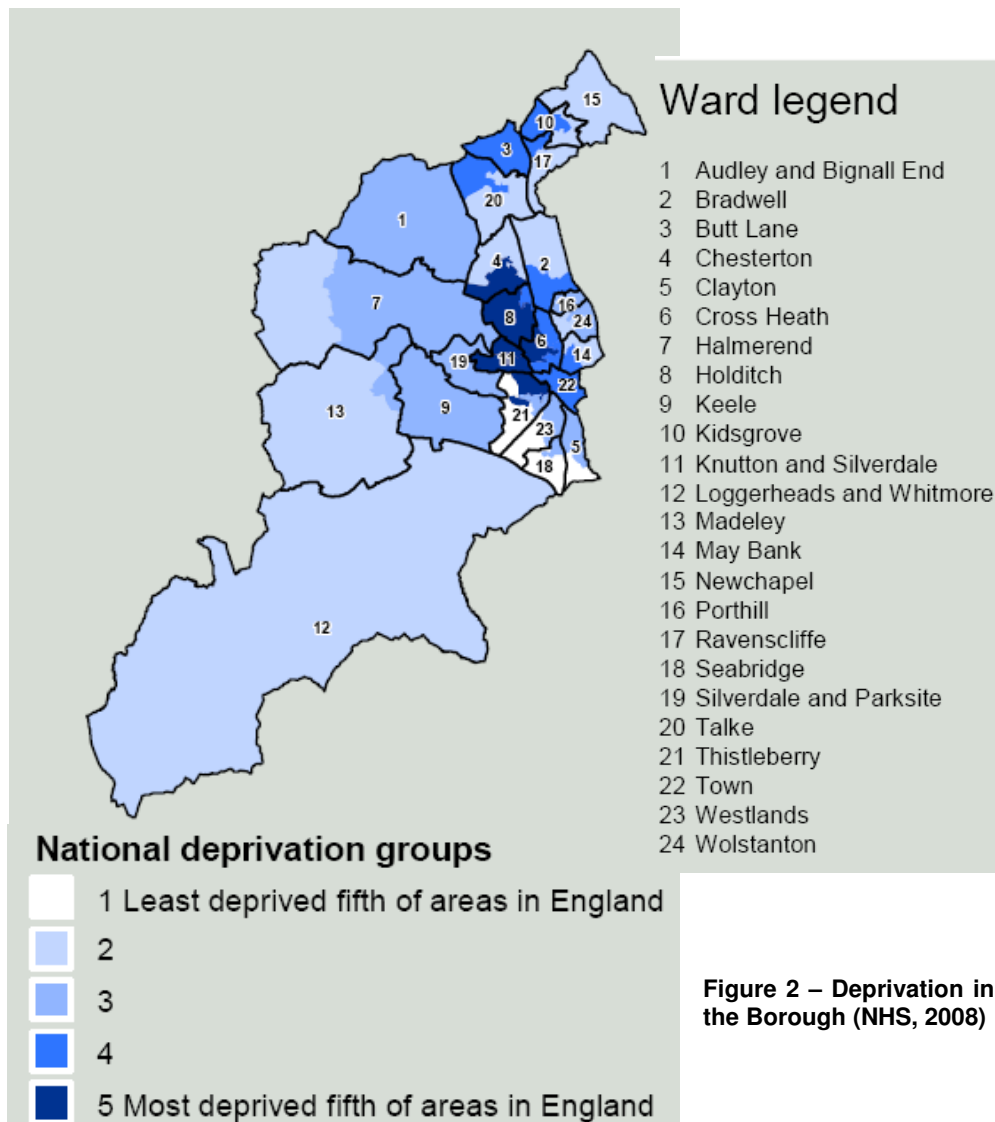 15
10
3
17
20
1
4
2
7
16
8
24
6
14
11
19
22
13
9
21
23
5
18
12
Ward legend
1 Audley and Bignall End
2 Bradwell
3 Butt Lane
4 Chesterton
5 Clayton
6 Cross Heath
7 Halmerend
8 Holditch
9 Keele
10 Kidsgrove
11 Knutton and Silverdale
12 Loggerheads and Whitmore
13 Madeley
14 May Bank
15 Newchapel
16 Porthill
17 Ravenscliffe
18 Seabridge
19 Silverdale and Parksite
20 Talke
21 Thistleberry
22 Town
23 Westlands
24 Wolstanton
National deprivation groups
1 Least deprived fifth of areas in England
2
3
4
5 Most deprived fifth of areas in England
Figure 2 – Deprivation in
the Borough (NHS, 2008)